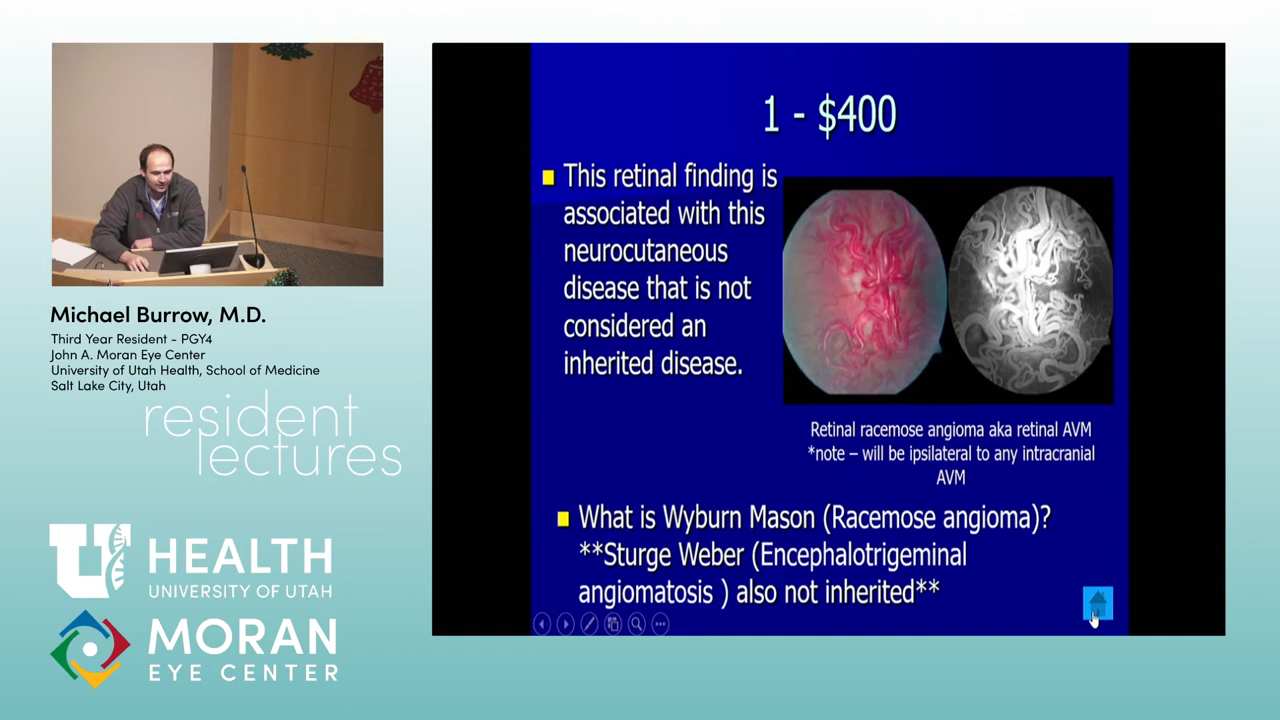 Michael Burrow, M.D.
Third Year Resident - PGY4
John A. Moran Eye Center
University of Utah Health, School of Medicine
Salt Lake City, Utah
resident
lectures
U HEALTH
UNIVERSITY OF UTAH
MORAN
EYE CENTER
1 - $400
This retinal finding is
associated with this
neurocutaneous
disease that is not
considered an
inherited disease.
Retinal racemose angioma aka retinal AVM
*note – will be ipsilateral to any intracranial
AVM
What is Wyburn Mason (Racemose angioma)?
**Sturge Weber (Encephalotrigeminal
angiomatosis ) also not inherited**